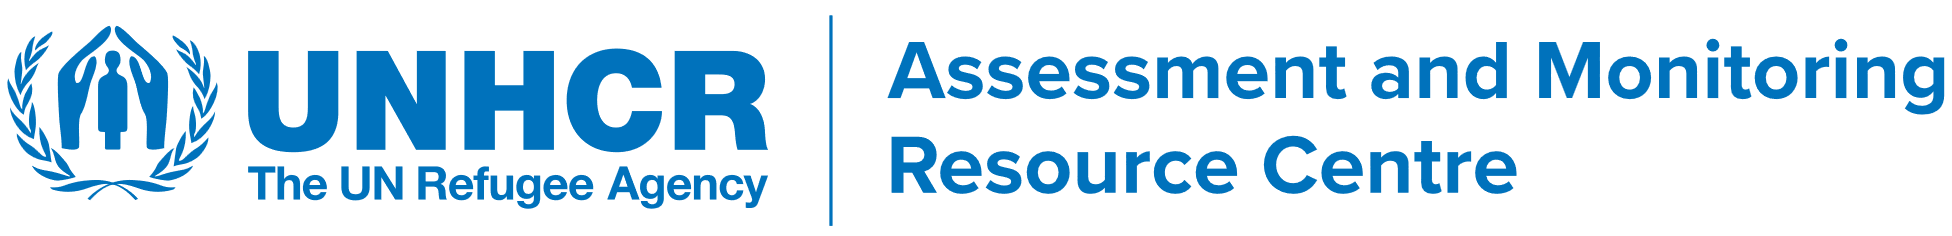 UNHCR
The UN Refugee Agency
Assessment and Monitoring
Resource Centre